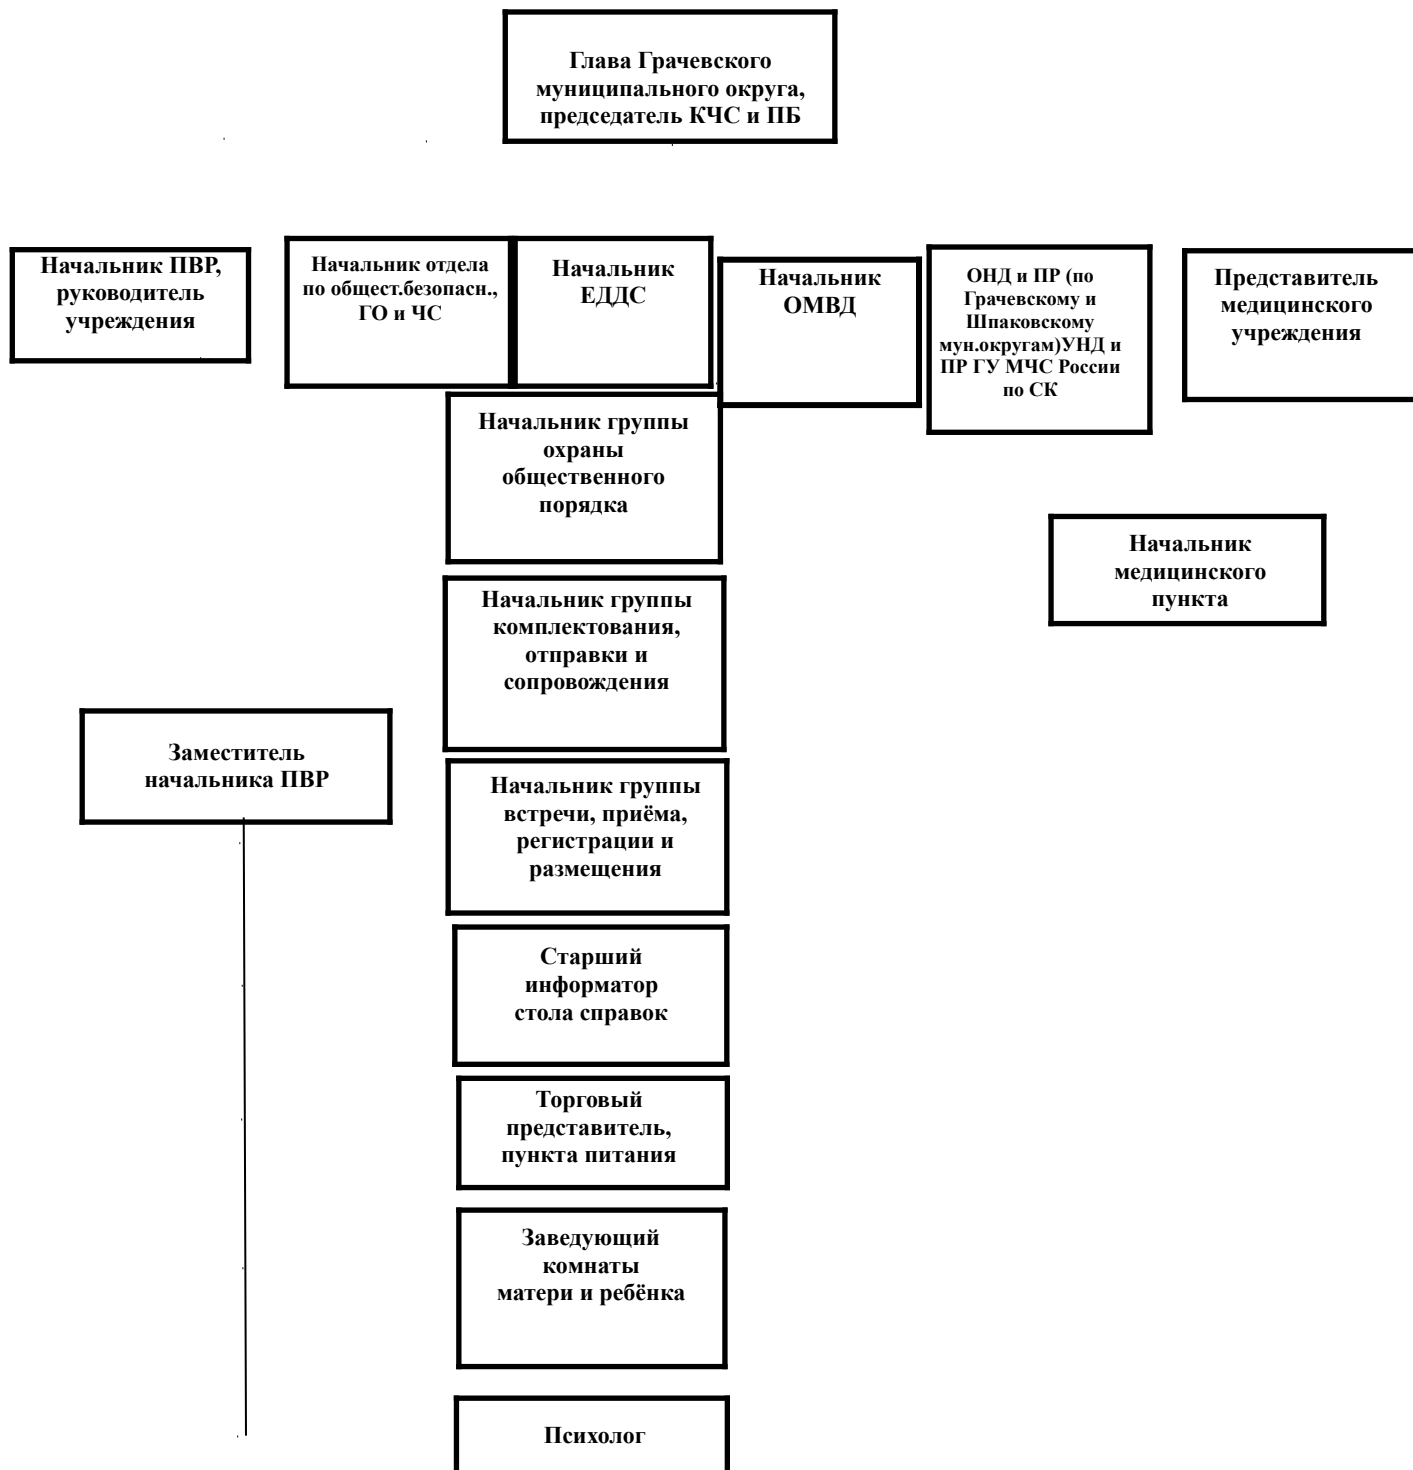 Глава Грачевского
муниципального округа,
председатель КЧС и ПБ
Начальник ПВР,
руководитель
учреждения
Начальник отдела
по общест.безопасн.,
ГО и ЧС
Начальник
ЕДДС
Начальник
ОМВД
ОНД и ПР (по
Грачевскому и
Шпаковскому
мун.округам)УНД и
ПР ГУ МЧС России
по СК
Представитель
медицинского
учреждения
Начальник группы
охраны
общественного
порядка
Начальник
медицинского
пункта
Начальник группы
комплектования,
отправки и
сопровождения
Заместитель
начальника ПВР
Начальник группы
встречи, приёма,
регистрации и
размещения
Старший
информатор
стола справок
Торговый
представитель,
пункта питания
Заведующий
комнаты
матери и ребёнка
Психолог